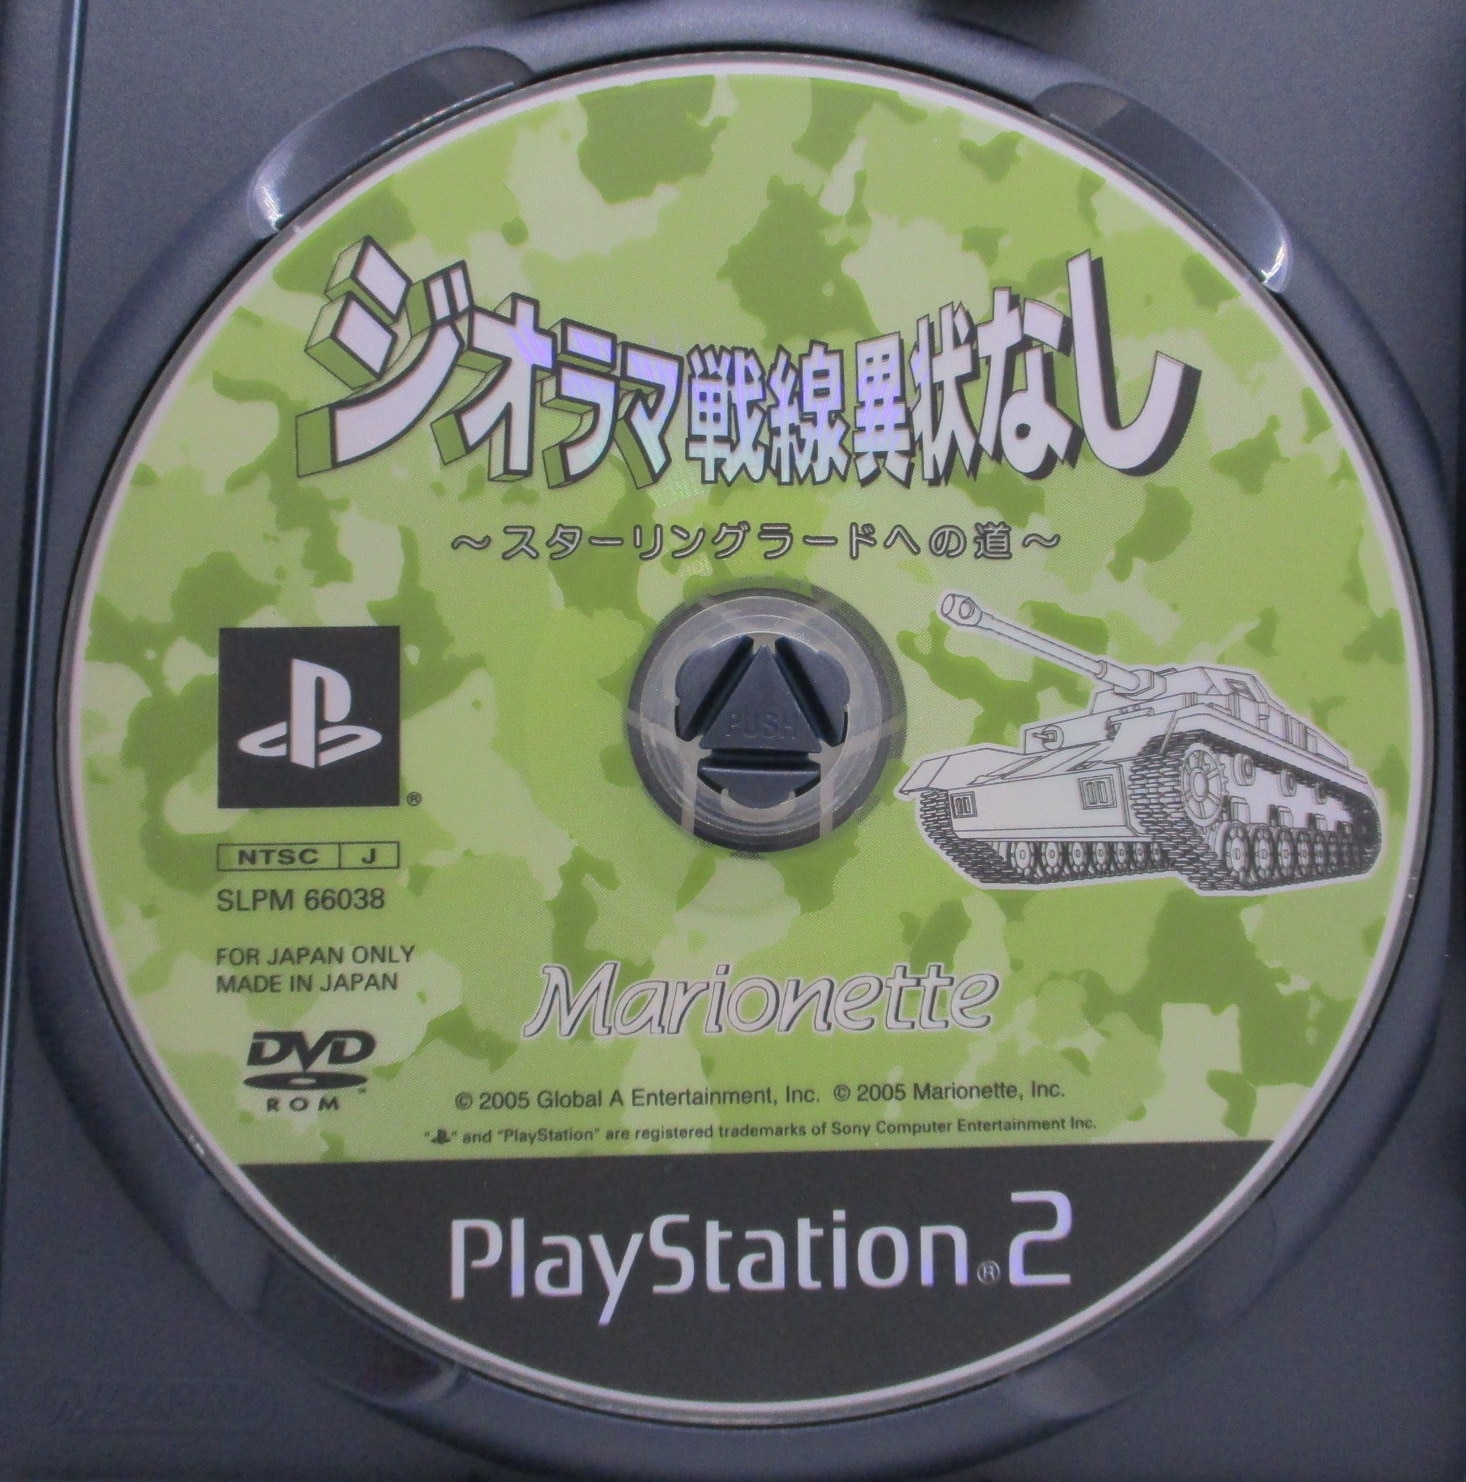 ジオラマ戦線異状なし
～スターリングラードへの道～
PUSH
®
NTSC J
SLPM 66038
FOR JAPAN ONLY
MADE IN JAPAN
DVD
ROM
™
Marionette
© 2005 Global A Entertainment, Inc. © 2005 Marionette, Inc.
" " and "PlayStation" are registered trademarks of Sony Computer Entertainment Inc.
PlayStation®2